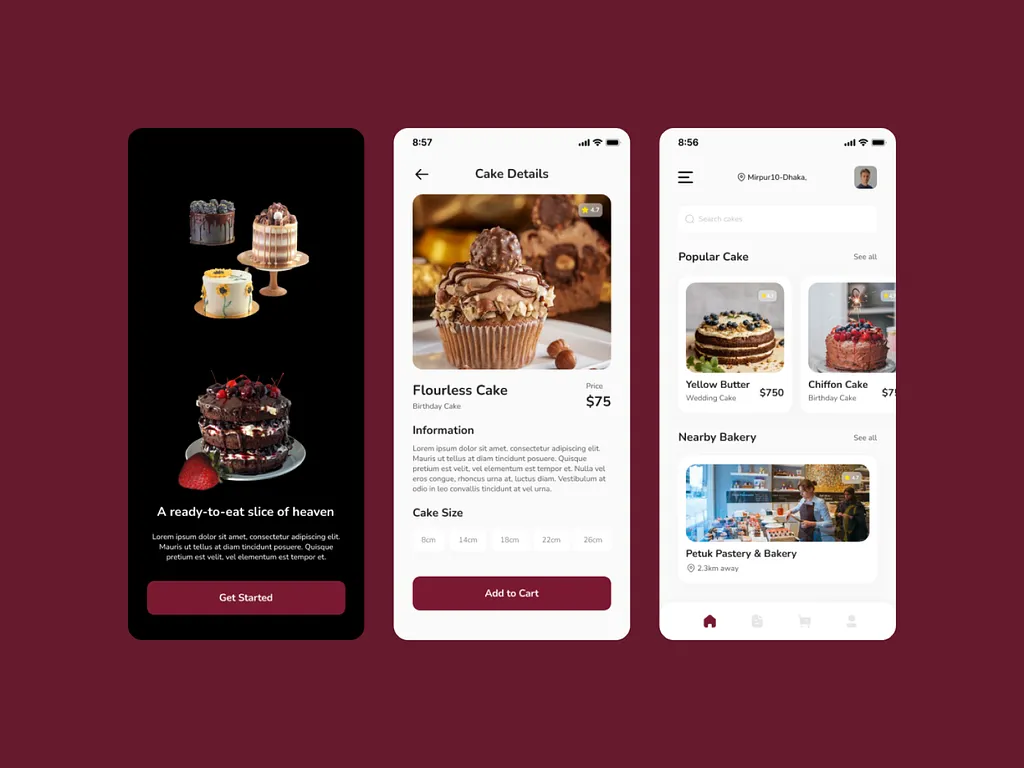 A ready-to-eat slice of heaven
Lorem ipsum dolor sit amet, consectetur adipiscing elit.
Mauris ut tellus at diam tincidunt posuere. Quisque
pretium est velit, vel elementum est tempor et.
Get Started
8:57
Cake Details
4.7
Flourless Cake
Birthday Cake
Price
$75
Information
Lorem ipsum dolor sit amet, consectetur adipiscing elit.
Mauris ut tellus at diam tincidunt posuere. Quisque
pretium est velit, vel elementum est tempor et. Nulla vel
eros congue, rhoncus urna at, luctus diam. Vestibulum at
odio in leo convallis tincidunt at vel urna.
Cake Size
8cm 14cm 18cm 22cm 26cm
Add to Cart
8:56
Mirpur10-Dhaka,
Search cakes
Popular Cake See all
Yellow Butter
Wedding Cake
$750
Chiffon Cake
Birthday Cake
Nearby Bakery See all
Petuk Pastery & Bakery
2.3km away